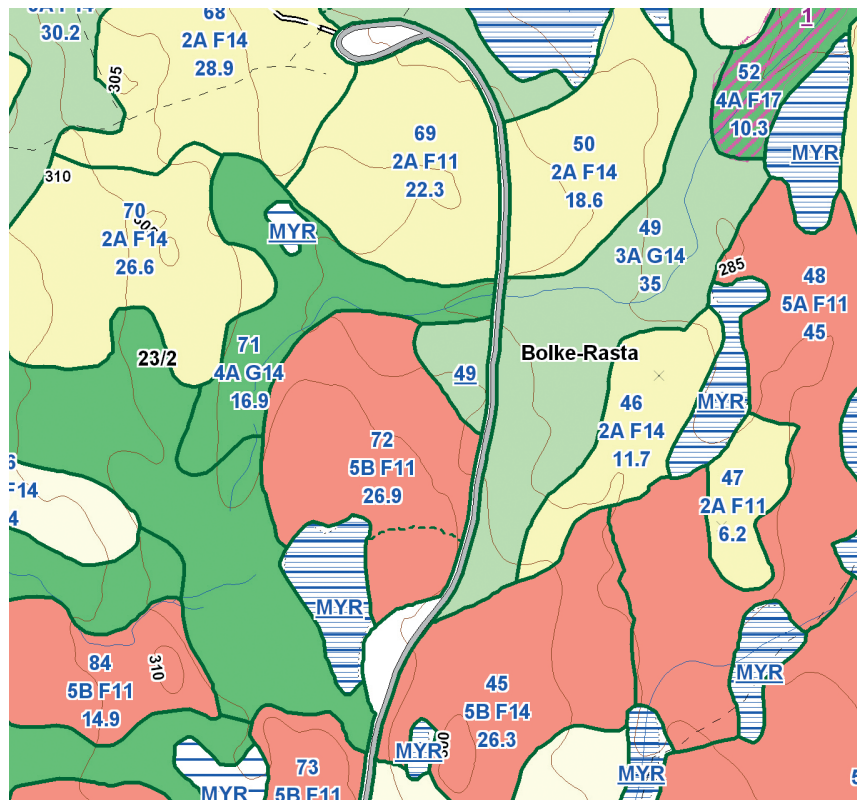 30.2
68
2A F14
28.9
305
1
52
4A F17
10.3
MYR
69
2A F11
22.3
50
2A F14
18.6
310
70
2A F14
26.6
MYR
49
3A G14
35
285
48
5A F11
45
23/2
71
4A G14
16.9
Bolke-Rasta
49
46
2A F14
11.7
MYR
72
5B F11
26.9
6
F14
4
47
2A F11
6.2
MYR
84
5B F11
14.9
310
45
5B F14
26.3
MYR
MYR
73
5B F11
MYR
MYR